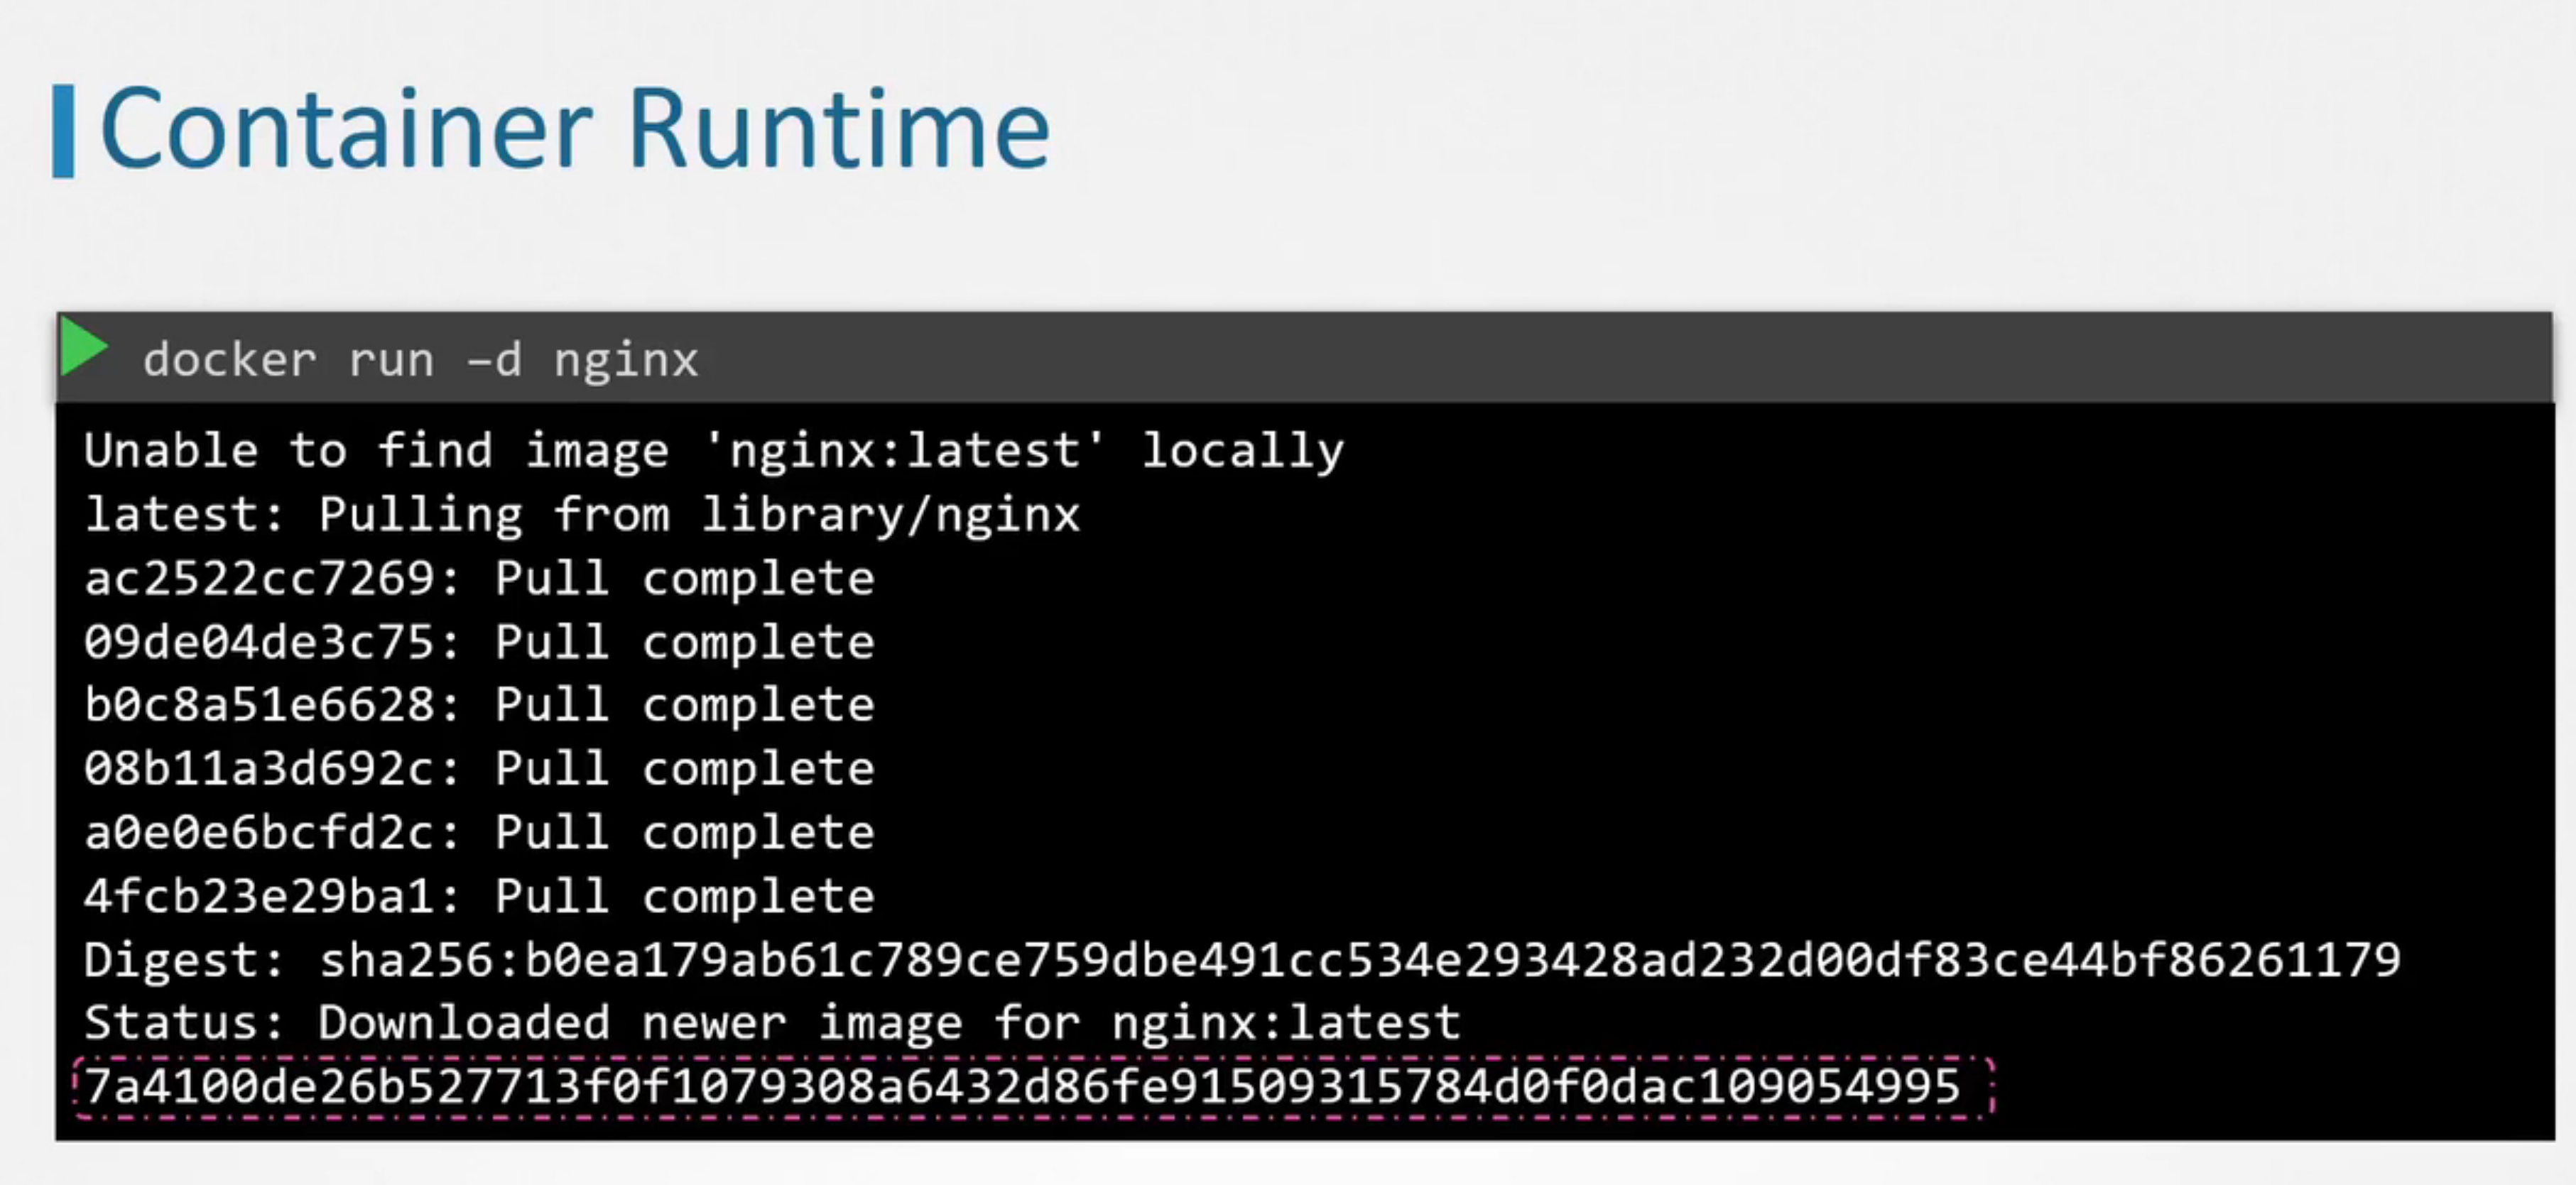 Container Runtime
docker run –d nginx
Unable to find image 'nginx:latest' locally
latest: Pulling from library/nginx
ac2522cc7269: Pull complete
09de04de3c75: Pull complete
b0c8a51e6628: Pull complete
08b11a3d692c: Pull complete
a0e0e6bcfd2c: Pull complete
4fcb23e29ba1: Pull complete
Digest: sha256:b0ea179ab61c789ce759dbe491cc534e293428ad232d00df83ce44bf86261179
Status: Downloaded newer image for nginx:latest
7a4100de26b527713f0f1079308a6432d86fe91509315784d0f0dac109054995